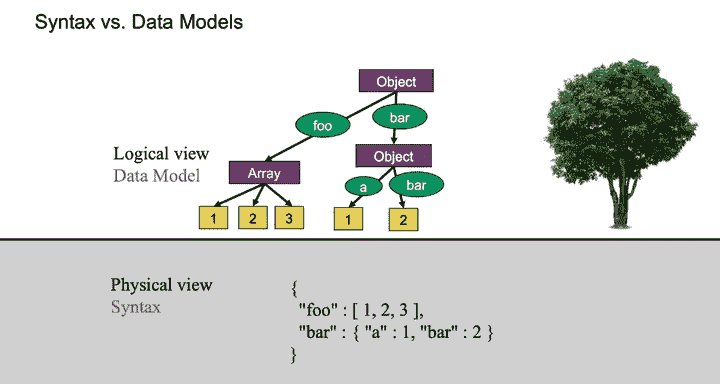 Syntax vs. Data Models
Object
foo
bar
Logical view
Data Model
Array
Object
a
bar
1
2
3
1
2
Physical view
Syntax
{
"foo" : [ 1, 2, 3 ],
"bar" : { "a" : 1, "bar" : 2 }
}